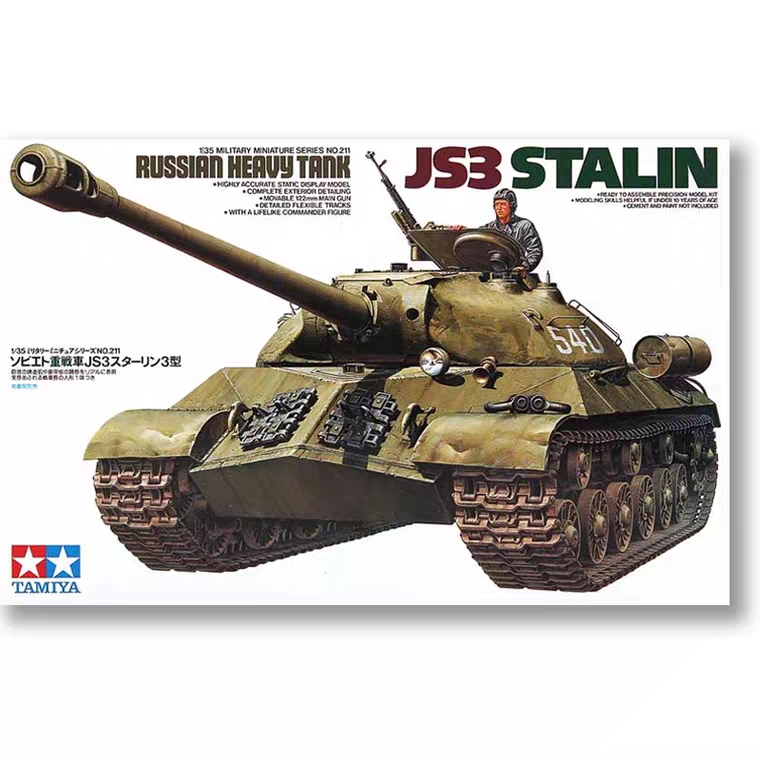 1/35 MILITARY MINIATURE SERIES NO.211
RUSSIAN HEAVY TANK
• HIGHLY ACCURATE STATIC DISPLAY MODEL
• COMPLETE EXTERIOR DETAILING
• MOVABLE 122mm MAIN GUN
• DETAILED FLEXIBLE TRACKS
• WITH A LIFELIKE COMMANDER FIGURE
JS3 STALIN
• READY TO ASSEMBLE PRECISION MODEL KIT
• MODELING SKILLS HELPFUL IF UNDER 10 YEARS OF AGE
• CEMENT AND PAINT NOT INCLUDED
540
1/35 ミリタリーミニチュアシリーズ NO.211
ソビエト重戦車JS3スターリン3型
TAMIYA